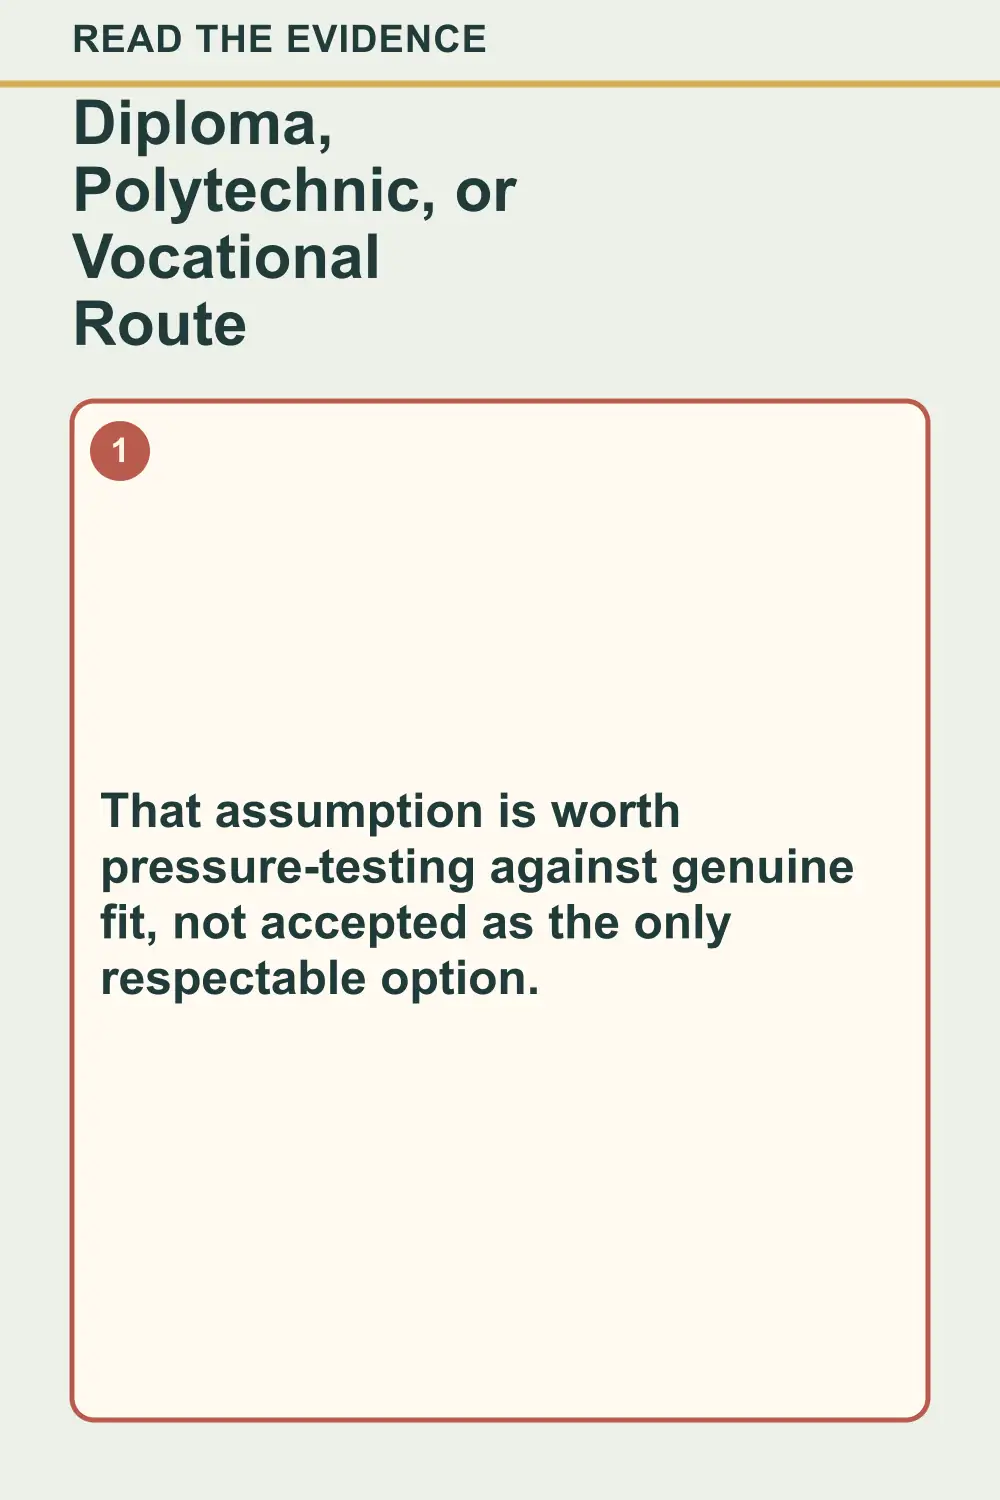 READ THE EVIDENCE
Diploma,
Polytechnic, or
Vocational
Route
1
That assumption is worth
pressure-testing against genuine
fit, not accepted as the only
respectable option.